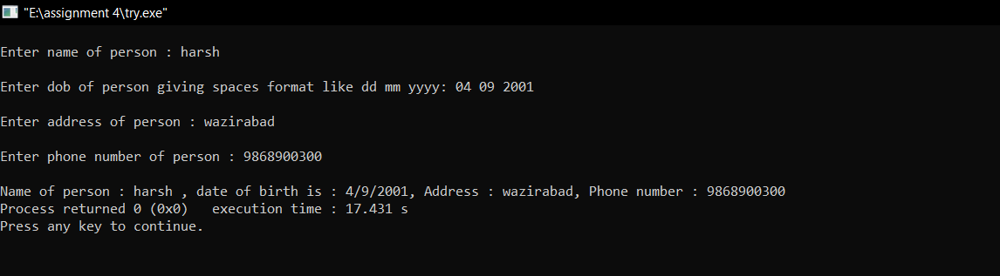 "E:\assignment 4\try.exe"
Enter name of person : harsh
Enter dob of person giving spaces format like dd mm yyyy: 04 09 2001
Enter address of person : wazirabad
Enter phone number of person : 9868900300
Name of person : harsh , date of birth is : 4/9/2001, Address : wazirabad, Phone number : 9868900300
Process returned 0 (0x0)   execution time : 17.431 s
Press any key to continue.